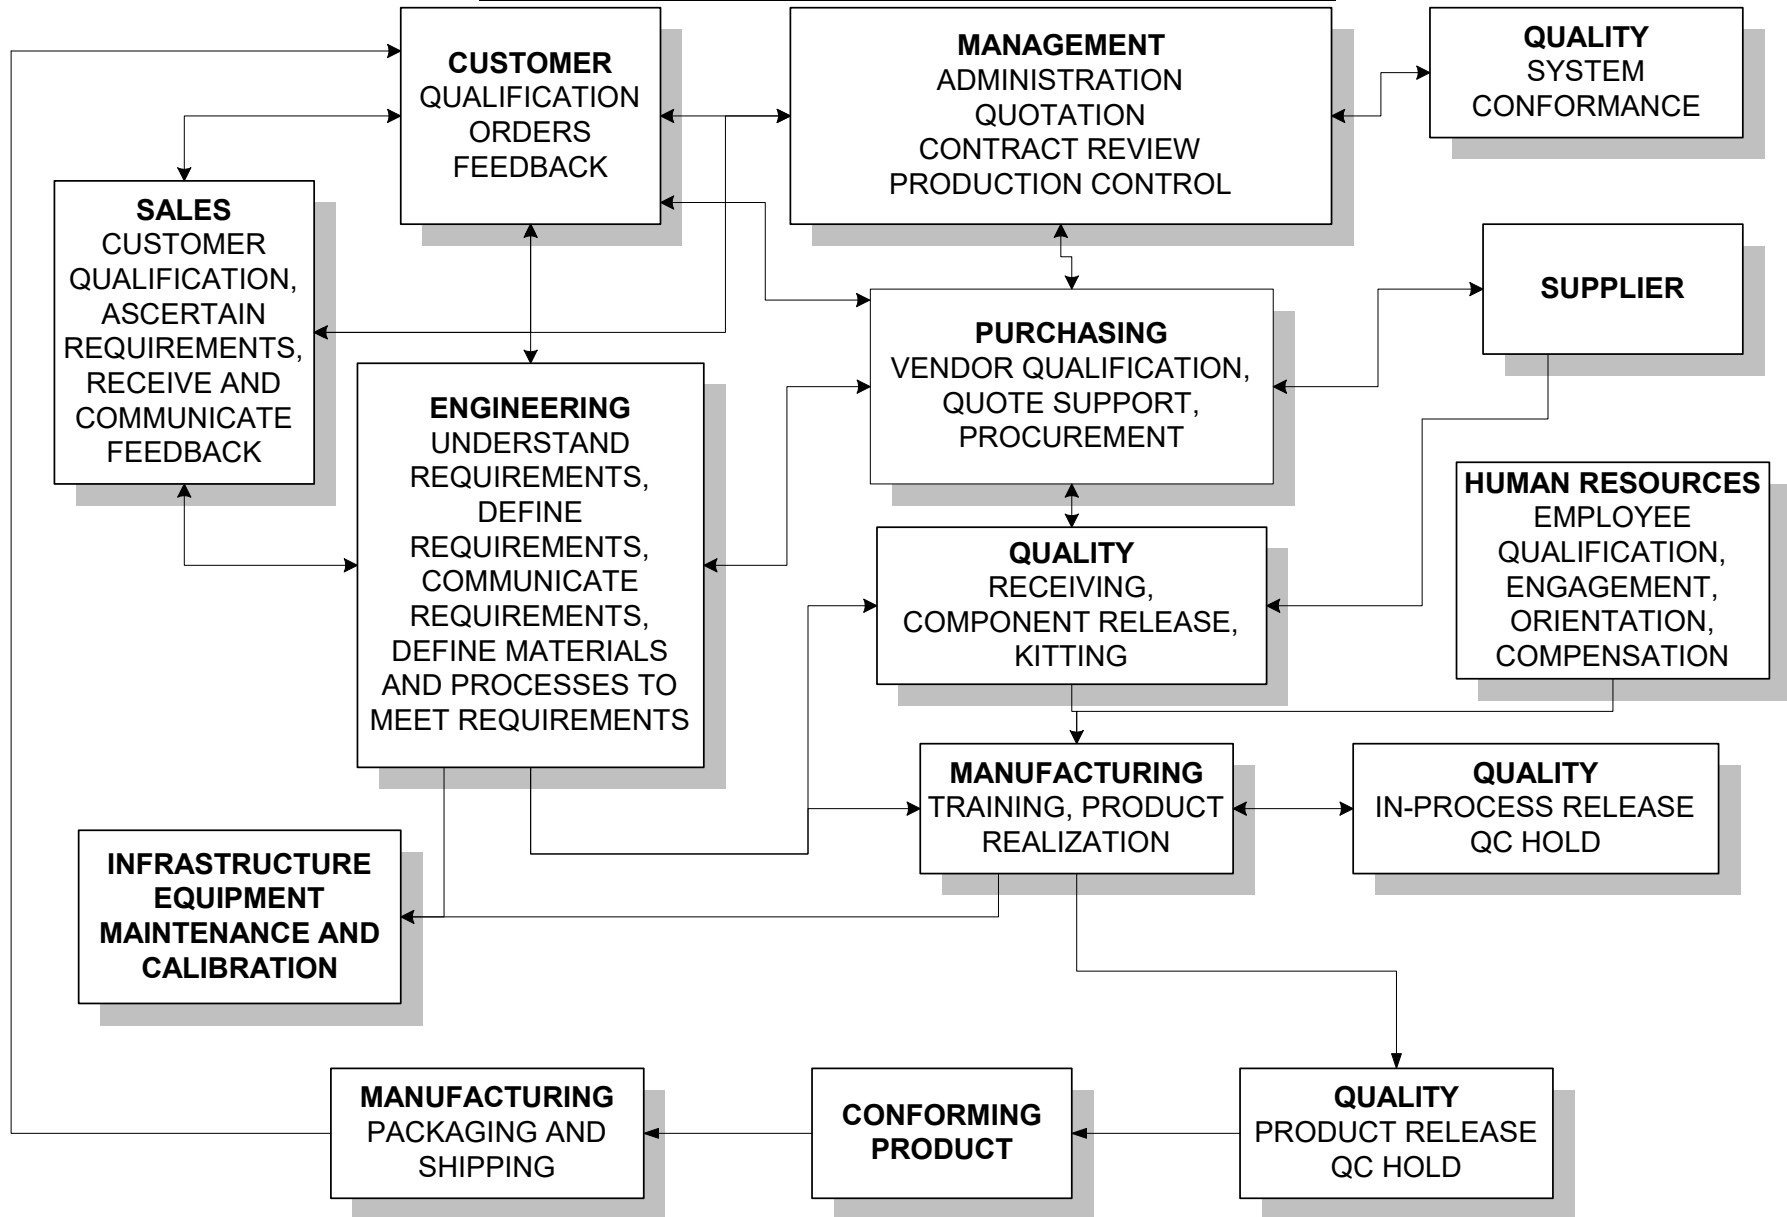 CUSTOMER
QUALIFICATION
ORDERS
FEEDBACK
MANAGEMENT
ADMINISTRATION
QUOTATION
CONTRACT REVIEW
PRODUCTION CONTROL
QUALITY
SYSTEM
CONFORMANCE
SALES
CUSTOMER
QUALIFICATION,
ASCERTAIN
REQUIREMENTS,
RECEIVE AND
COMMUNICATE
FEEDBACK
SUPPLIER
PURCHASING
VENDOR QUALIFICATION,
QUOTE SUPPORT,
PROCUREMENT
ENGINEERING
UNDERSTAND
REQUIREMENTS,
DEFINE
REQUIREMENTS,
COMMUNICATE
REQUIREMENTS,
DEFINE MATERIALS
AND PROCESSES TO
MEET REQUIREMENTS
HUMAN RESOURCES
EMPLOYEE
QUALIFICATION,
ENGAGEMENT,
ORIENTATION,
COMPENSATION
QUALITY
RECEIVING,
COMPONENT RELEASE,
KITTING
MANUFACTURING
TRAINING, PRODUCT
REALIZATION
QUALITY
IN-PROCESS RELEASE
QC HOLD
INFRASTRUCTURE
EQUIPMENT
MAINTENANCE AND
CALIBRATION
MANUFACTURING
PACKAGING AND
SHIPPING
CONFORMING
PRODUCT
QUALITY
PRODUCT RELEASE
QC HOLD